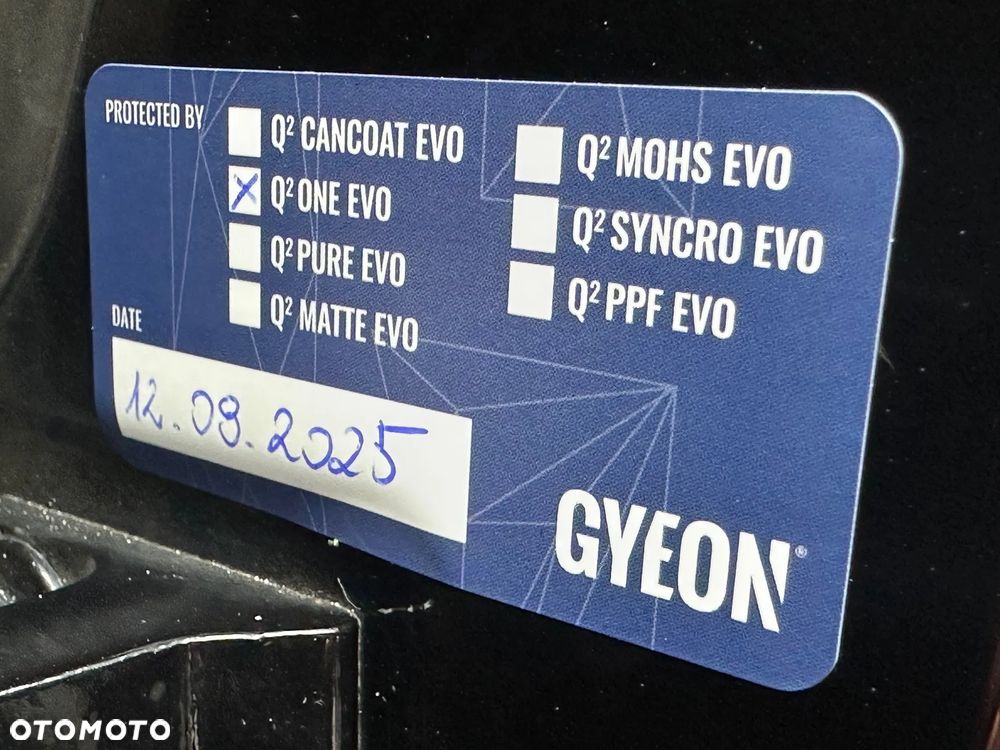 PROTECTED BY
Q² CANCOAT EVO
Q² ONE EVO
Q² PURE EVO
Q² MATTE EVO
Q² MOHS EVO
Q² SYNCRO EVO
Q² PPF EVO
DATE
12.09.2025
GYEON®
OTOMOTO